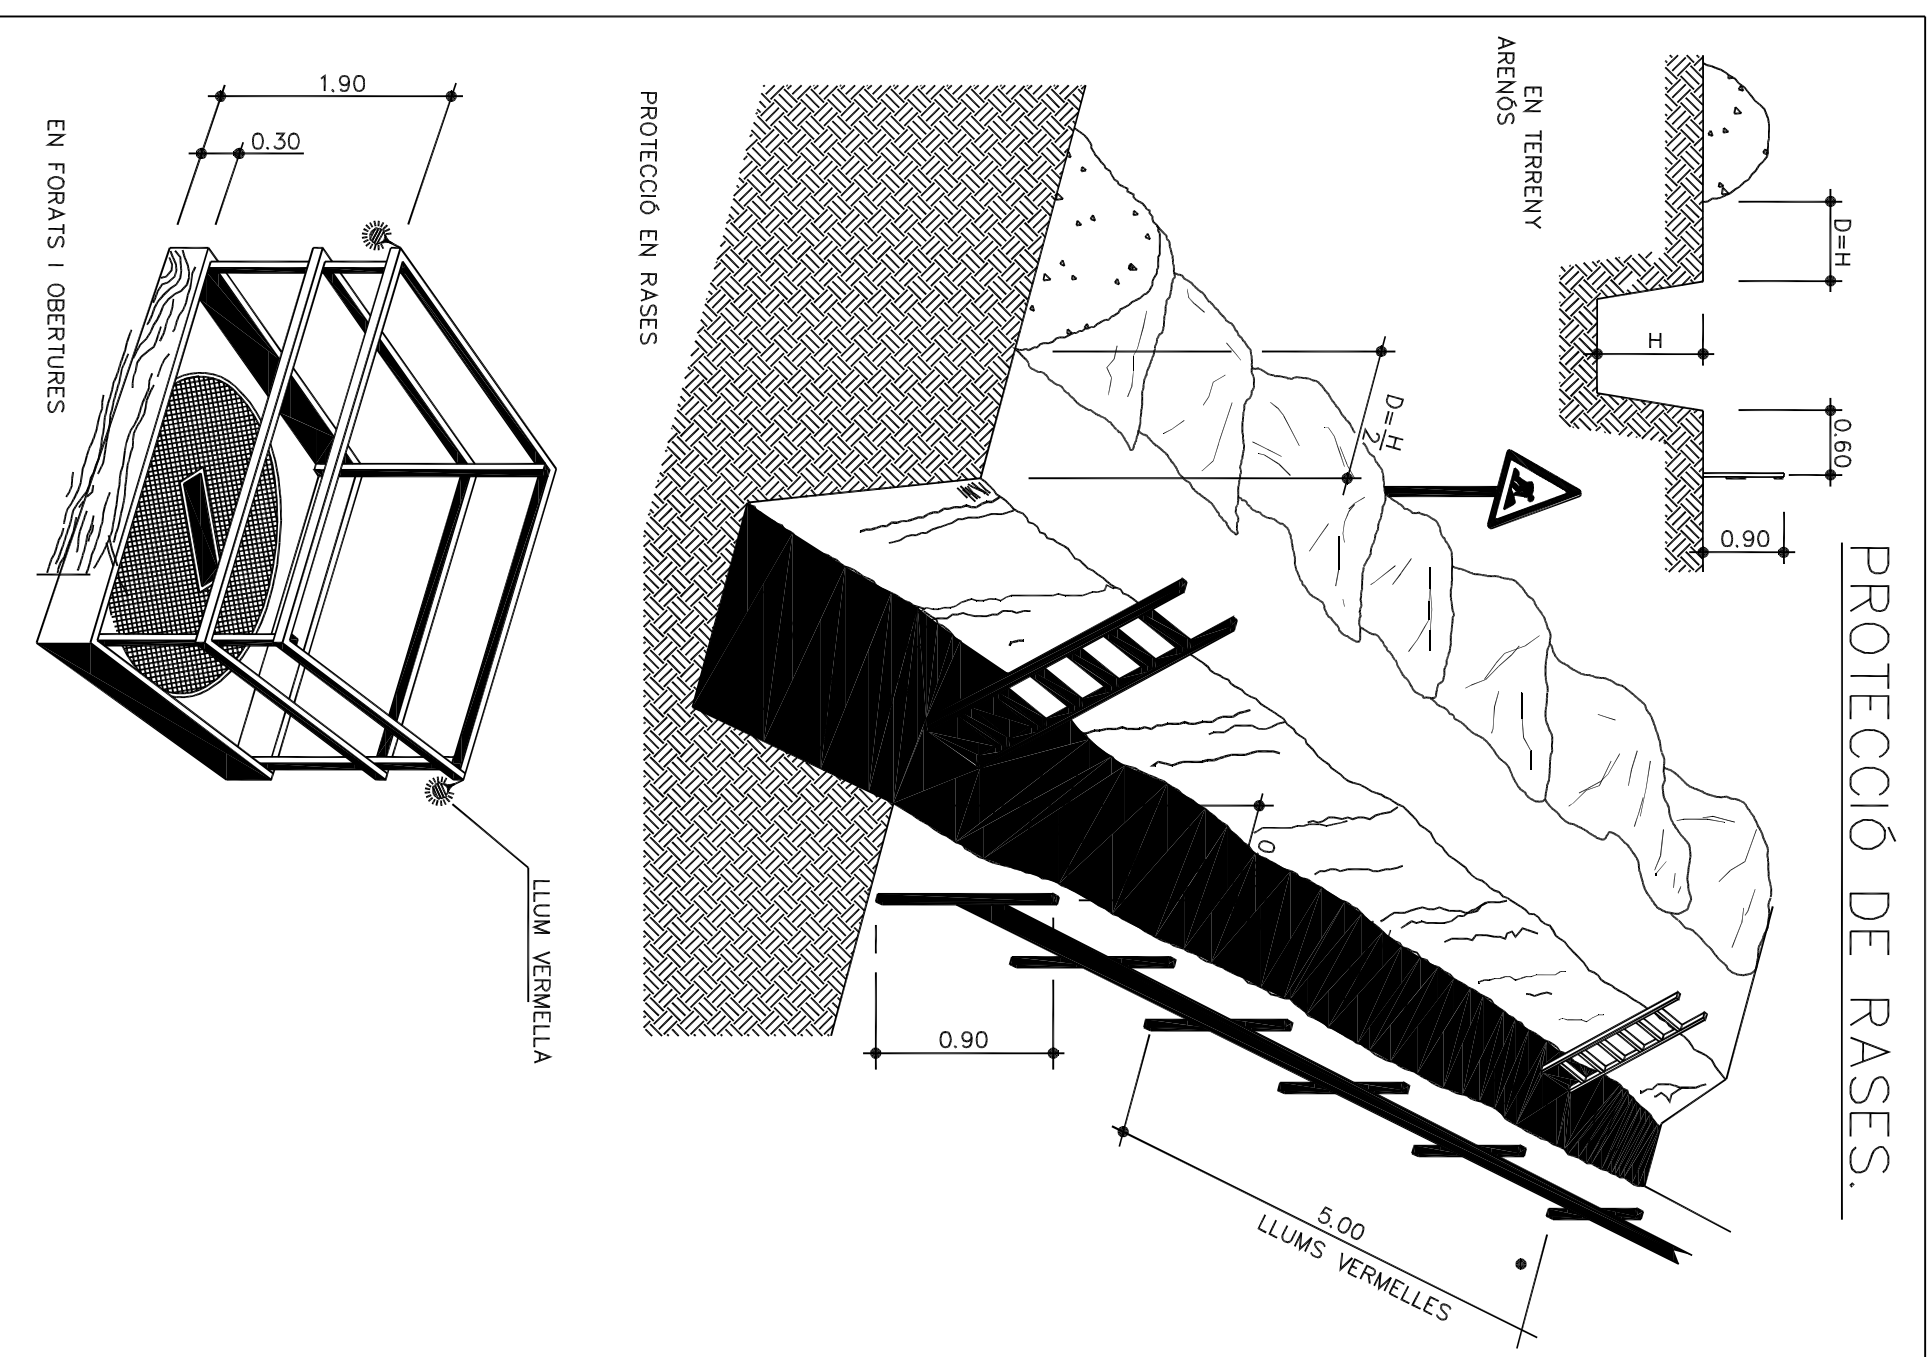 PROTECCIÓ DE RASES.
D=H
H
0.60
0.90
EN TERRENY
ARENÓS
D=H
2
0
0.90
5.00
LLUMS VERMELLES
PROTECCIÓ EN RASES
1.90
0.30
LLUM VERMELLA
EN FORATS I OBERTURES